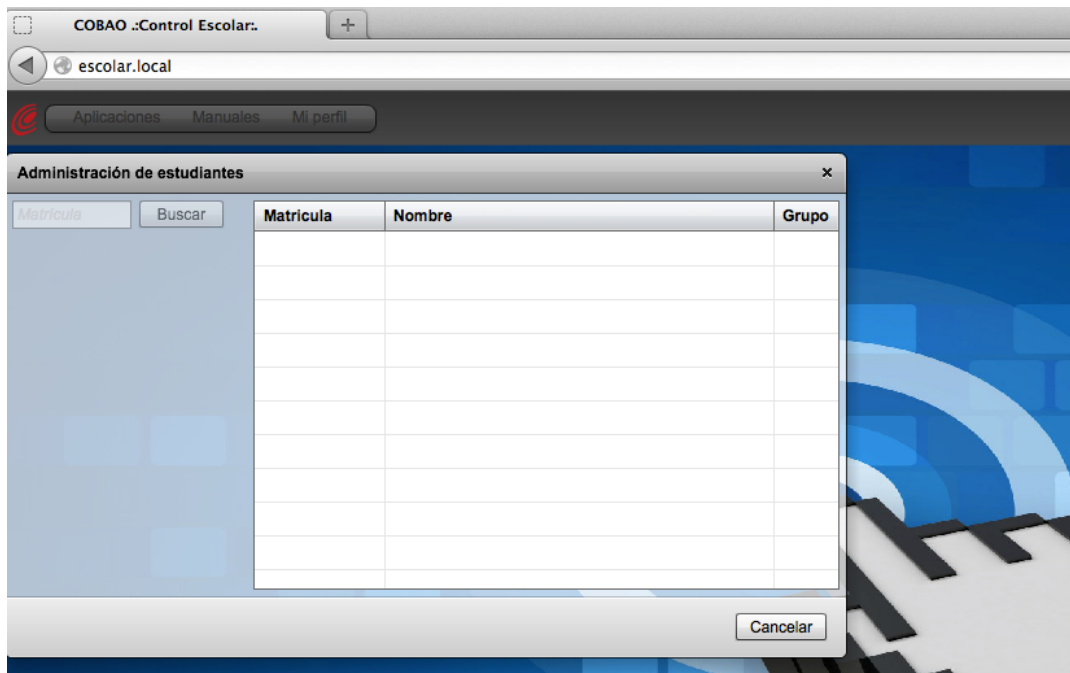 COBAO .:Control Escolar:.
escolar.local
Aplicaciones Manuales Mi perfil
Administración de estudiantes
Matricula Buscar
Matricula Nombre Grupo
Cancelar